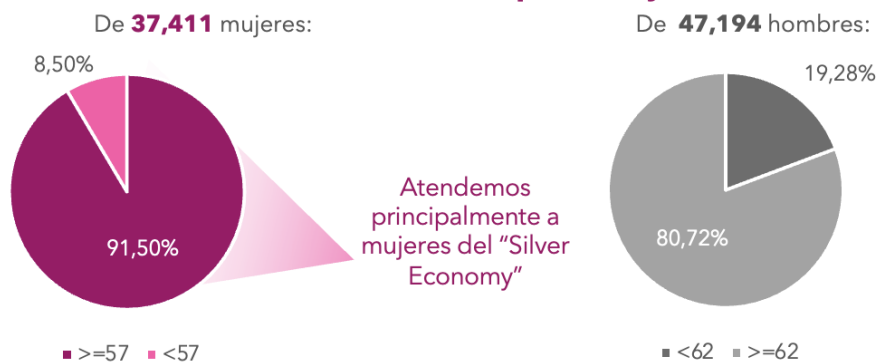 De 37,411 mujeres:
8,50%
91,50%
>=57 <57
Atendemos
principalmente a
mujeres del “Silver
Economy”
De 47,194 hombres:
19,28%
80,72%
<62 >=62